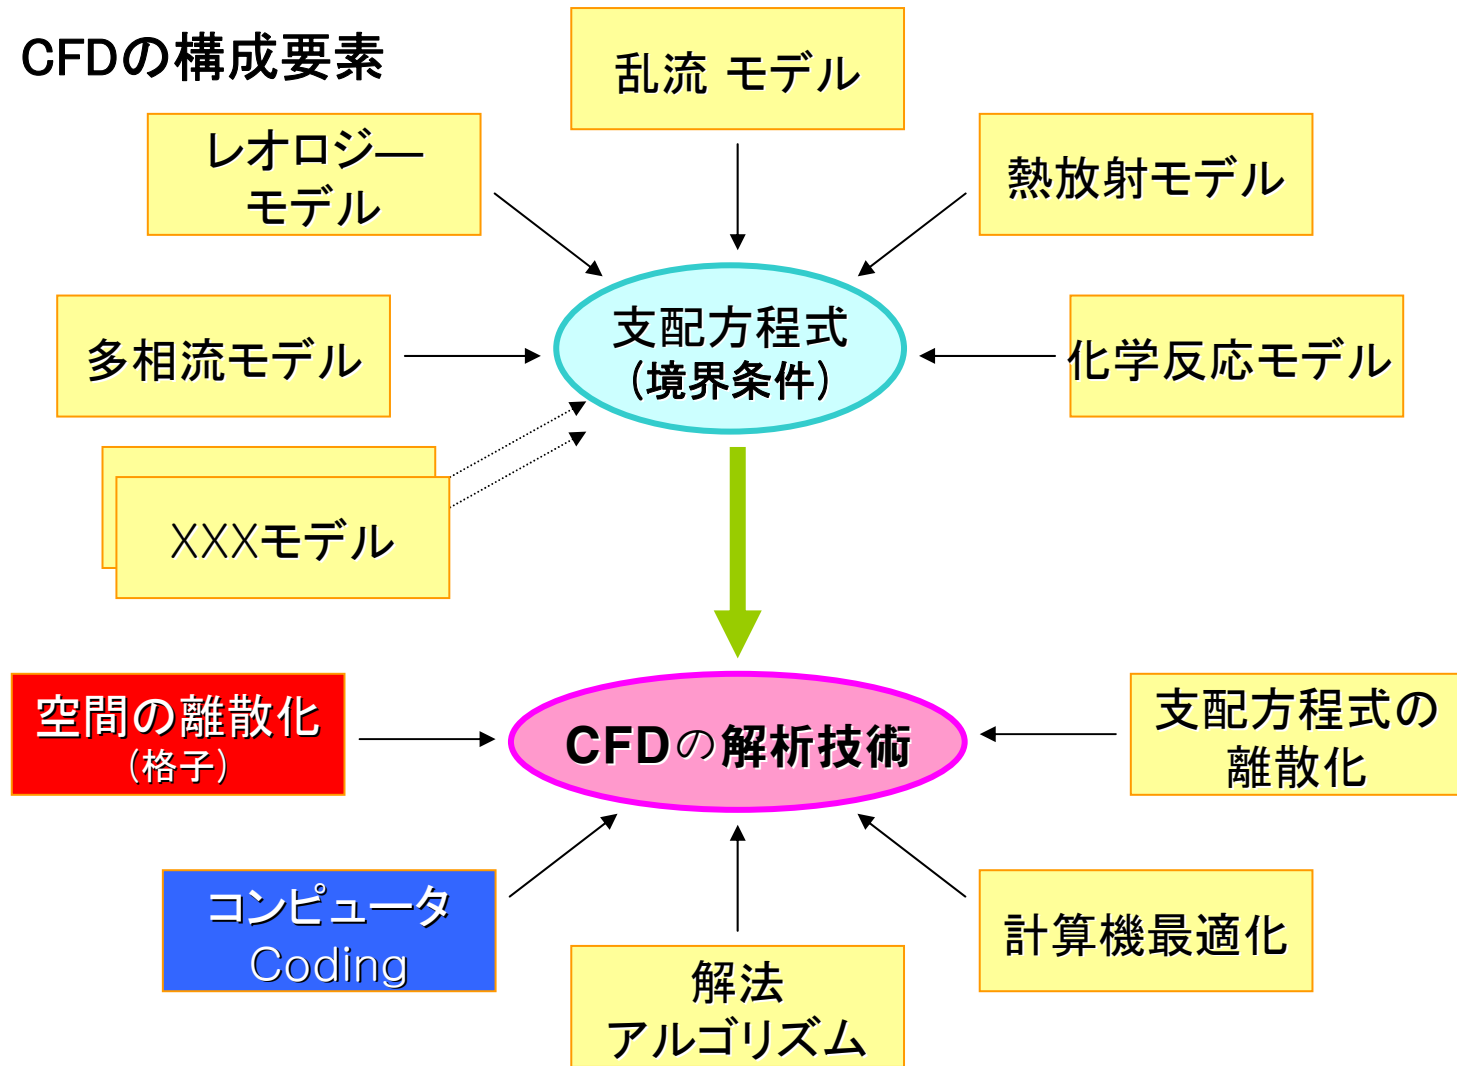 CFDの構成要素
乱流 モデル
レオロジ―
モデル
熱放射モデル
支配方程式
(境界条件)
多相流モデル
化学反応モデル
XXXモデル
空間の離散化
(格子)
CFDの解析技術
支配方程式の
離散化
コンピュータ
Coding
計算機最適化
解法
アルゴリズム